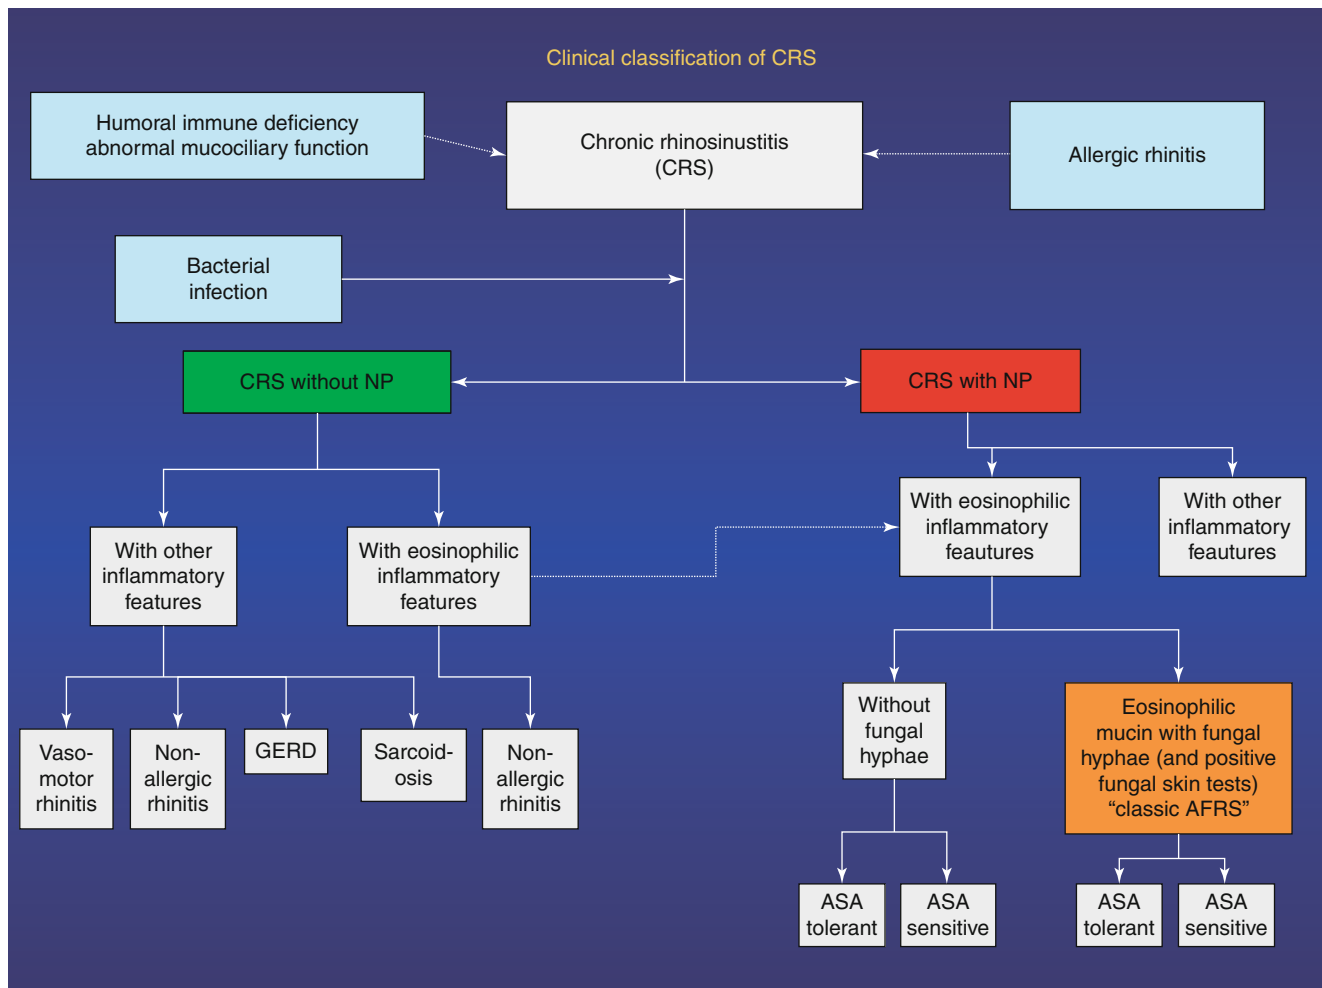 Clinical classification of CRS
Humoral immune deficiency
abnormal mucociliary function
Chronic rhinosinustitis
(CRS)
Allergic rhinitis
Bacterial
infection
CRS without NP
CRS with NP
With other
inflammatory
features
With eosinophilic
inflammatory
features
With eosinophilic
inflammatory
feautures
With other
inflammatory
feautures
Vaso-
motor
rhinitis
Non-
allergic
rhinitis
GERD
Sarcoid-
osis
Non-
allergic
rhinitis
Without
fungal
hyphae
Eosinophilic
mucin with fungal
hyphae (and positive
fungal skin tests)
“classic AFRS”
ASA
tolerant
ASA
sensitive
ASA
tolerant
ASA
sensitive